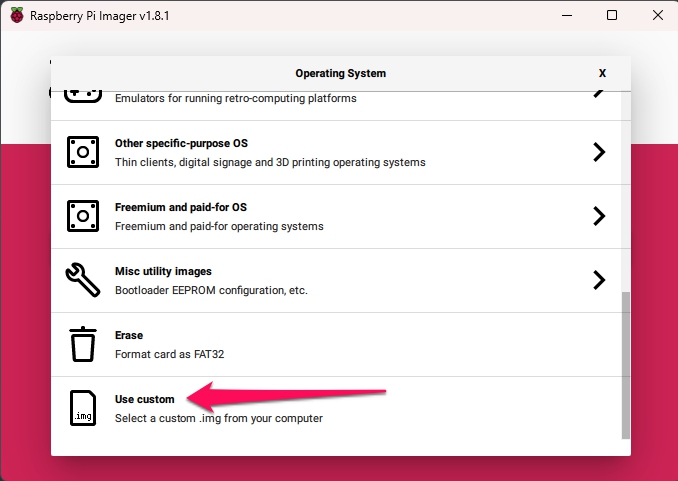 Raspberry Pi Imager v1.8.1
Operating System
X
Emulators for running retro-computing platforms
Other specific-purpose OS
Thin clients, digital signage and 3D printing operating systems
Freemium and paid-for OS
Freemium and paid-for operating systems
Misc utility images
Bootloader EEPROM configuration, etc.
Erase
Format card as FAT32
.img
Use custom
Select a custom .img from your computer